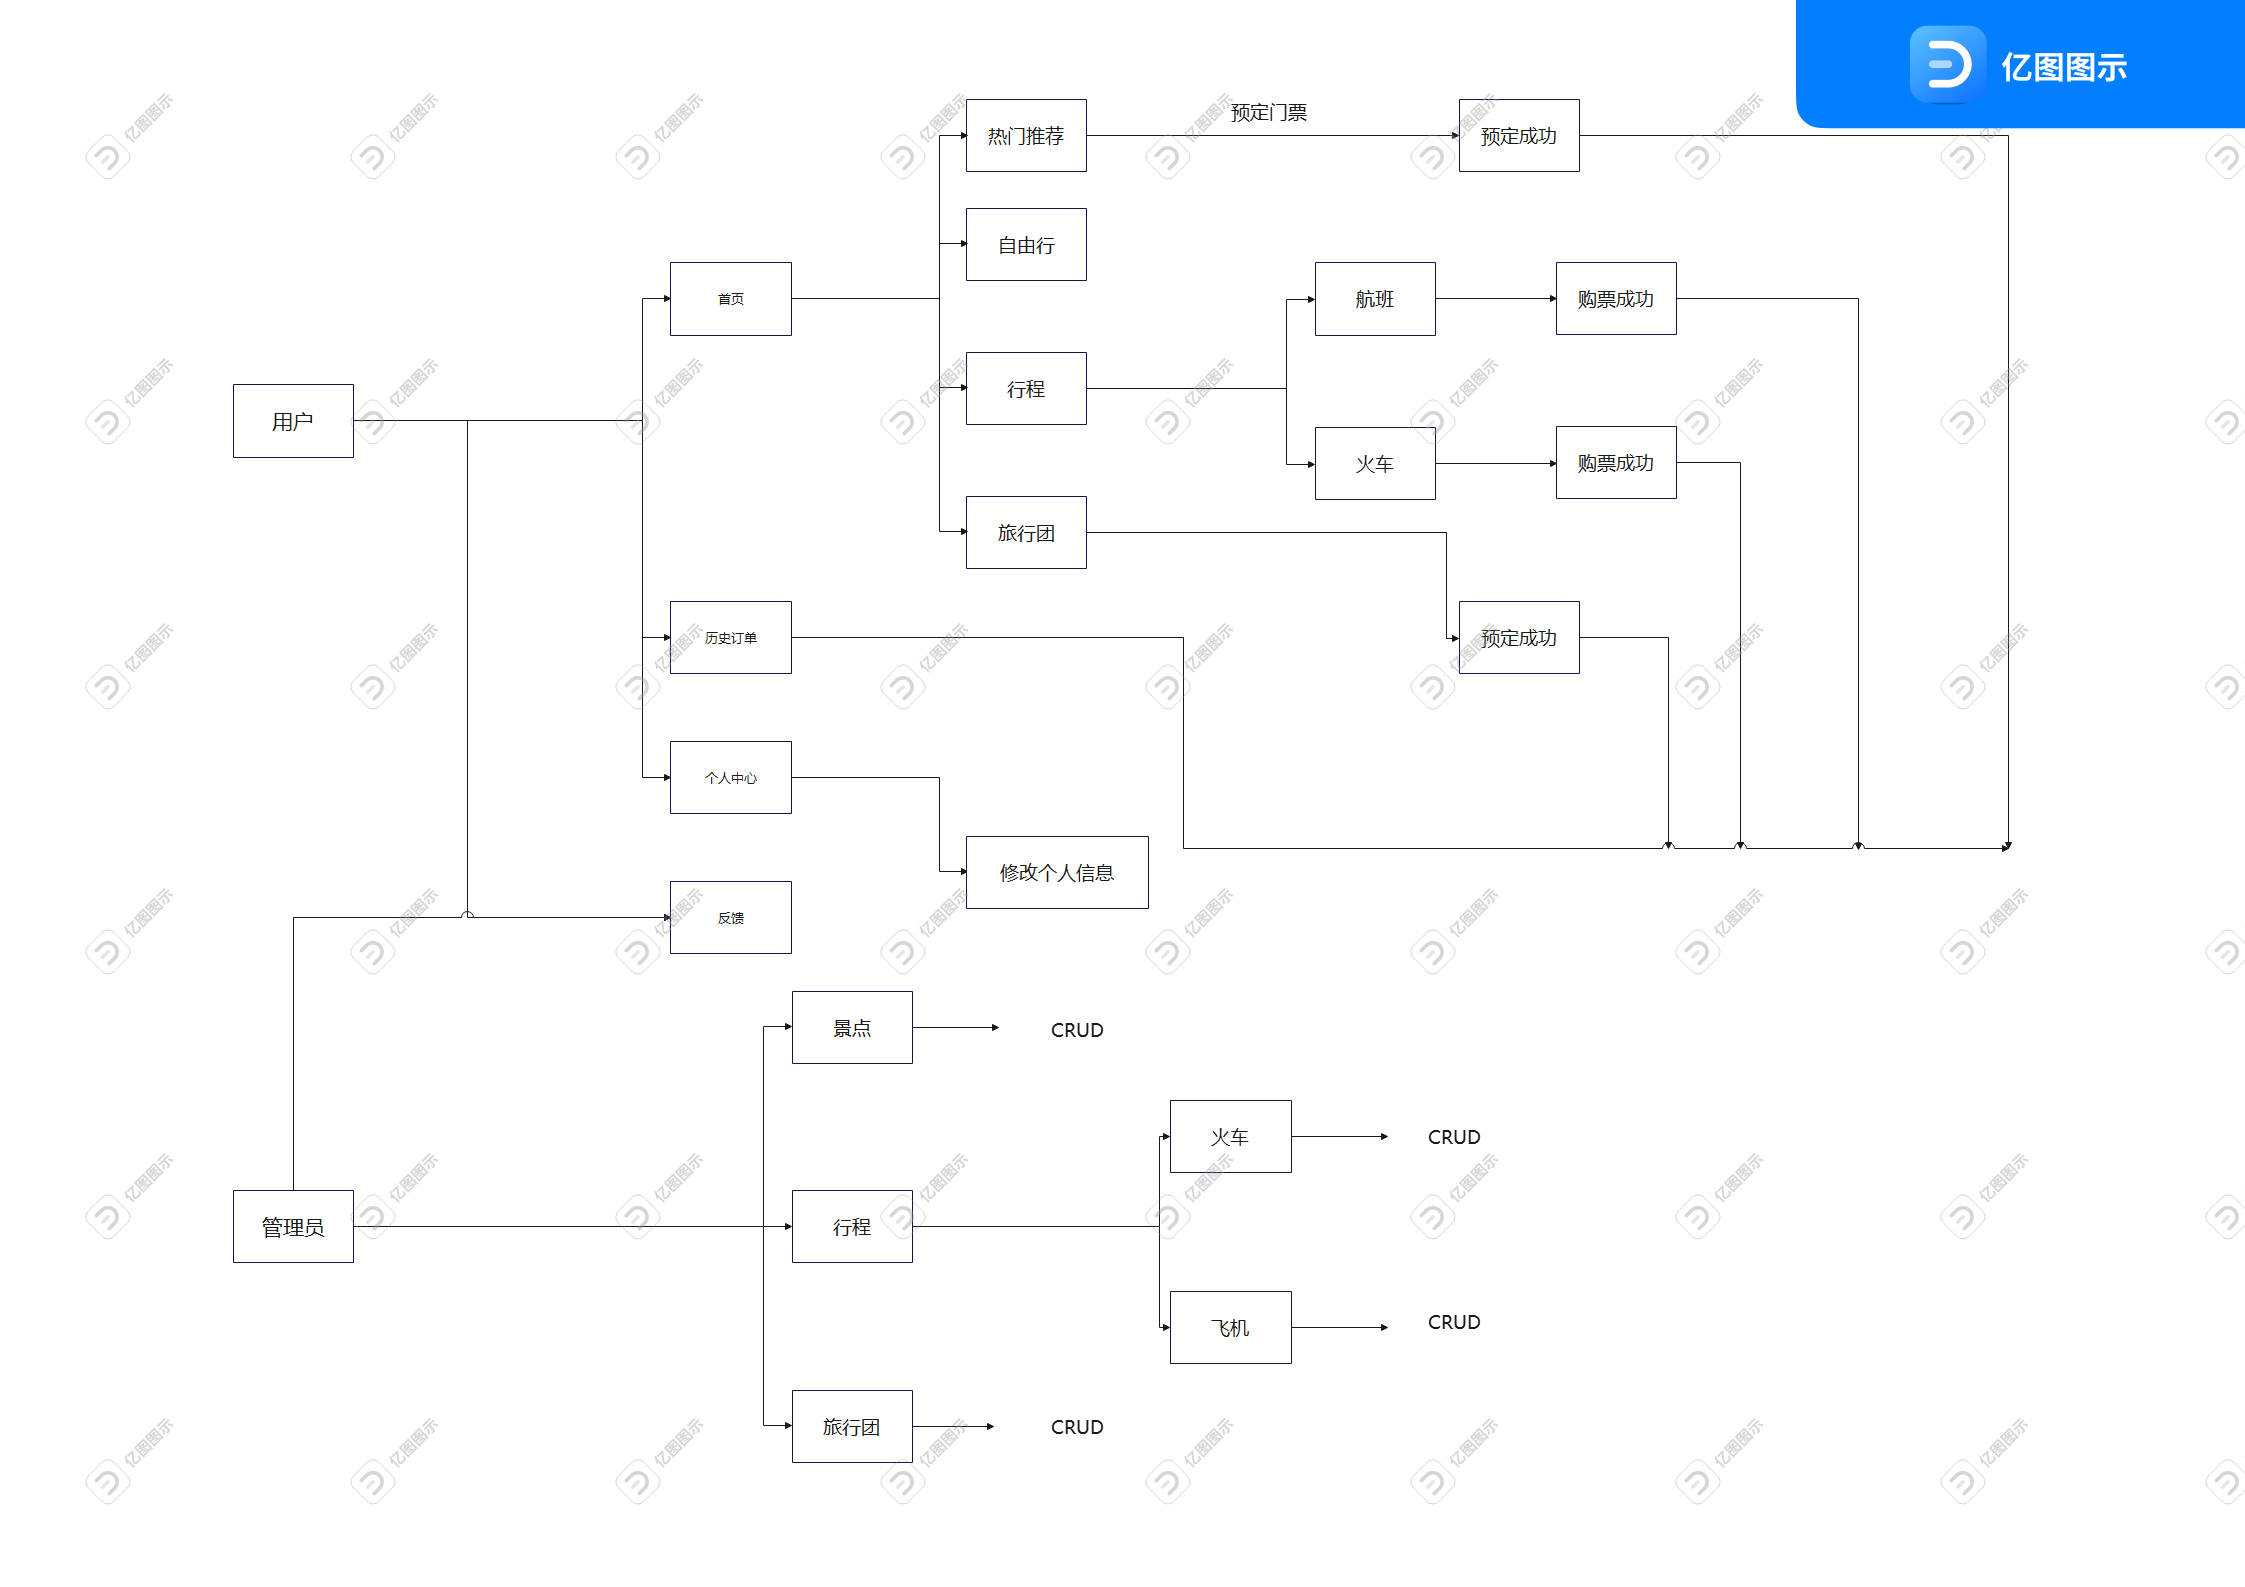 亿图图示
预定门票
热门推荐
预定成功
自由行
首页
航班
购票成功
行程
用户
火车
购票成功
旅行团
历史订单
预定成功
个人中心
修改个人信息
反馈
景点
CRUD
火车
CRUD
管理员
行程
飞机
CRUD
旅行团
CRUD